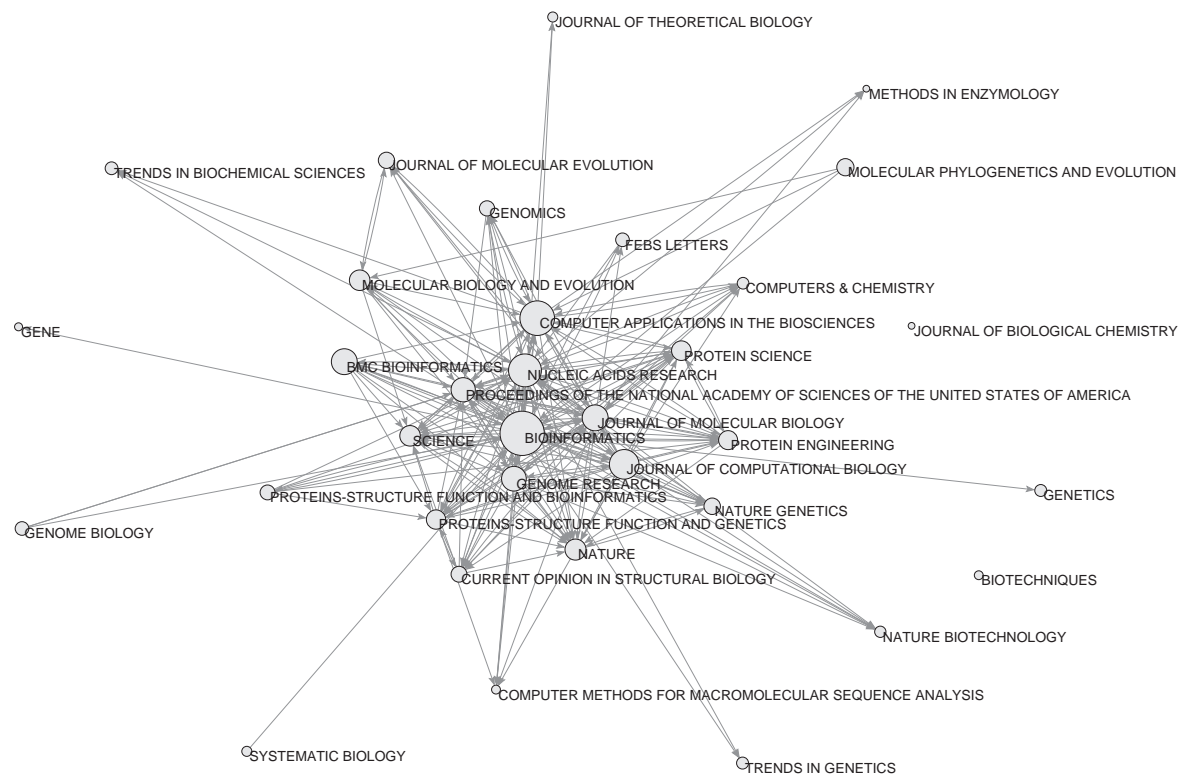 JOURNAL OF THEORETICAL BIOLOGY
METHODS IN ENZYMOLOGY
JOURNAL OF MOLECULAR EVOLUTION
TRENDS IN BIOCHEMICAL SCIENCES
MOLECULAR PHYLOGENETICS AND EVOLUTION
GENOMICS
FEBS LETTERS
MOLECULAR BIOLOGY AND EVOLUTION
COMPUTERS & CHEMISTRY
COMPUTER APPLICATIONS IN THE BIOSCIENCES
GENE
JOURNAL OF BIOLOGICAL CHEMISTRY
PROTEIN SCIENCE
BMC BIOINFORMATICS
NUCLEIC ACIDS RESEARCH
PROCEEDINGS OF THE NATIONAL ACADEMY OF SCIENCES OF THE UNITED STATES OF AMERICA
JOURNAL OF MOLECULAR BIOLOGY
SCIENCE
BIOINFORMATICS
PROTEIN ENGINEERING
JOURNAL OF COMPUTATIONAL BIOLOGY
GENOME RESEARCH
PROTEINS-STRUCTURE FUNCTION AND BIOINFORMATICS
GENETICS
NATURE GENETICS
PROTEINS-STRUCTURE FUNCTION AND GENETICS
GENOME BIOLOGY
NATURE
CURRENT OPINION IN STRUCTURAL BIOLOGY
BIOTECHNIQUES
NATURE BIOTECHNOLOGY
COMPUTER METHODS FOR MACROMOLECULAR SEQUENCE ANALYSIS
SYSTEMATIC BIOLOGY
TRENDS IN GENETICS